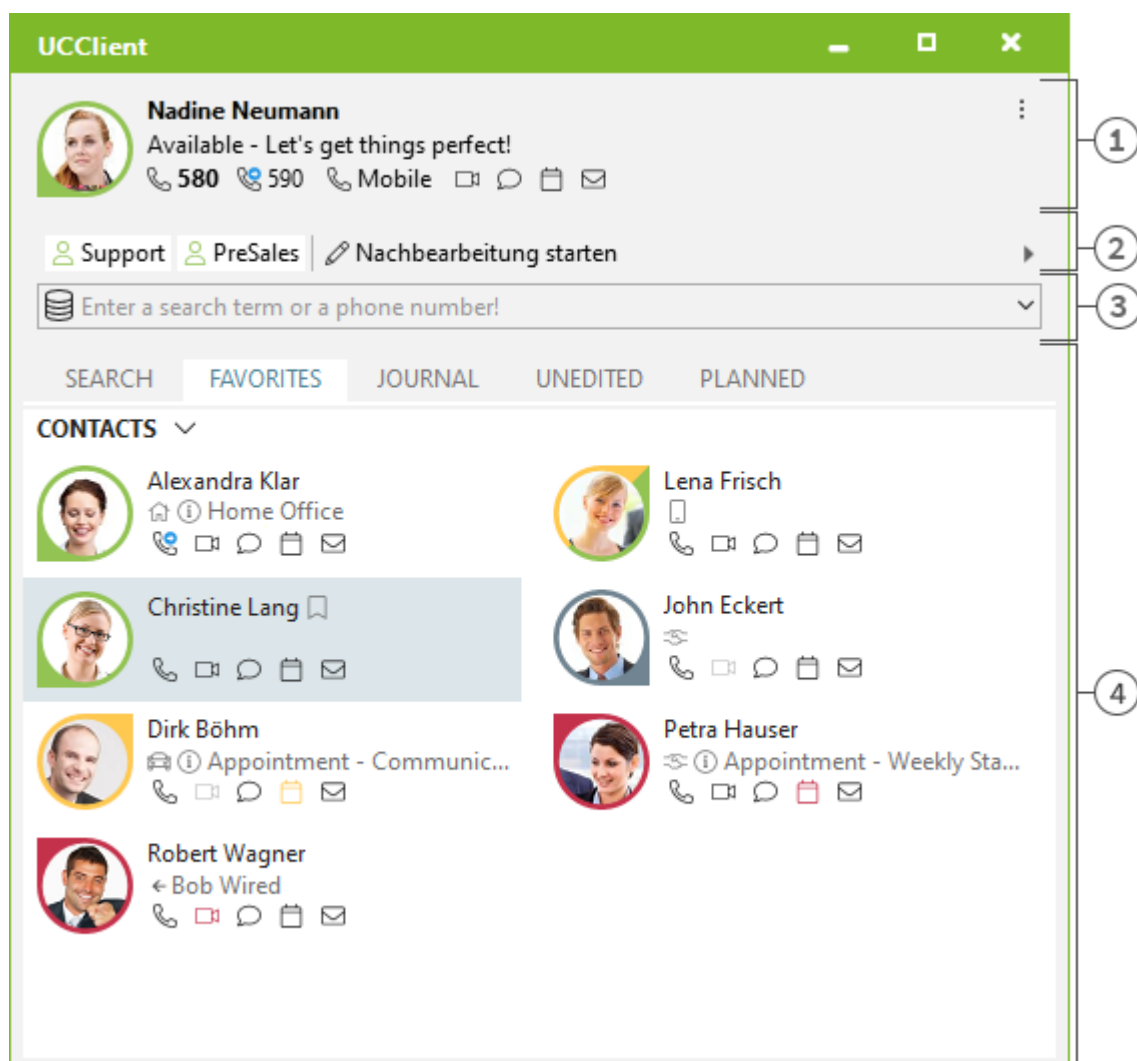 UCClient
Nadine Neumann
Available - Let's get things perfect!
580 590 Mobile
1
Support PreSales Nachbearbeitung starten
2
Enter a search term or a phone number!
3
SEARCH FAVORITES JOURNAL UNEDITED PLANNED
CONTACTS
Alexandra Klar
Home Office
Lena Frisch
Christine Lang
John Eckert
4
Dirk Böhm
Appointment - Communic...
Petra Hauser
Appointment - Weekly Sta...
Robert Wagner
Bob Wired